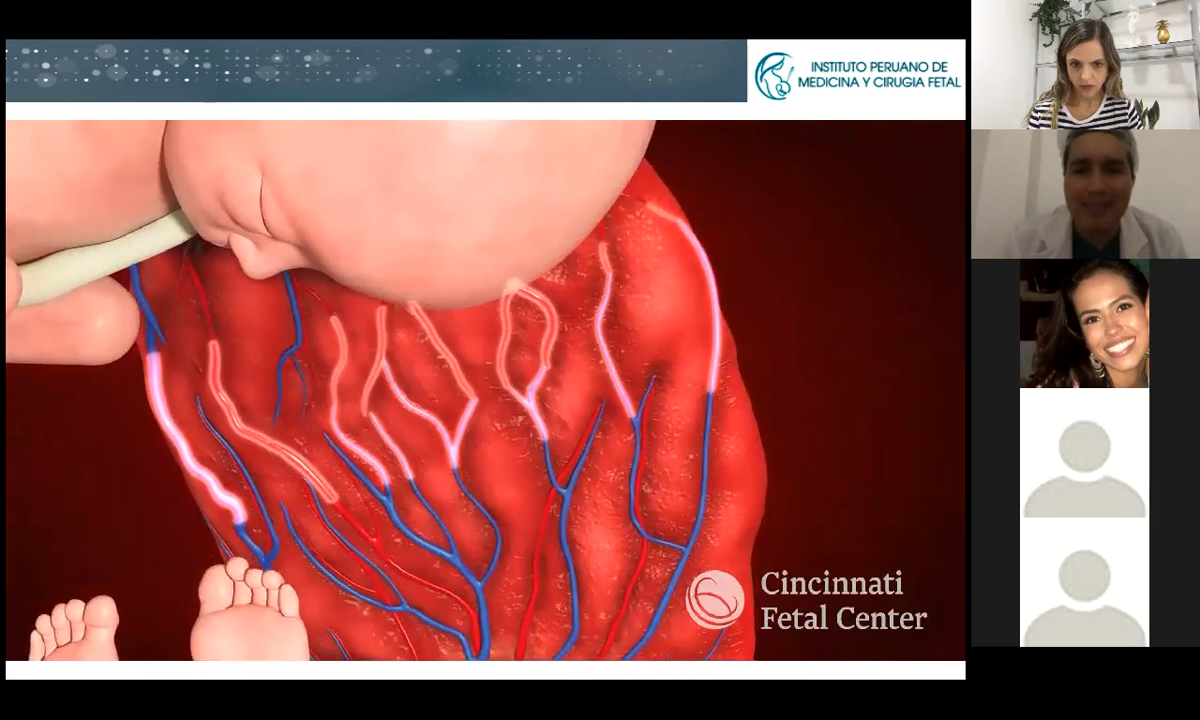 INSTITUTO PERUANO DE
MEDICINA Y CIRUGIA FETAL
Cincinnati
Fetal Center